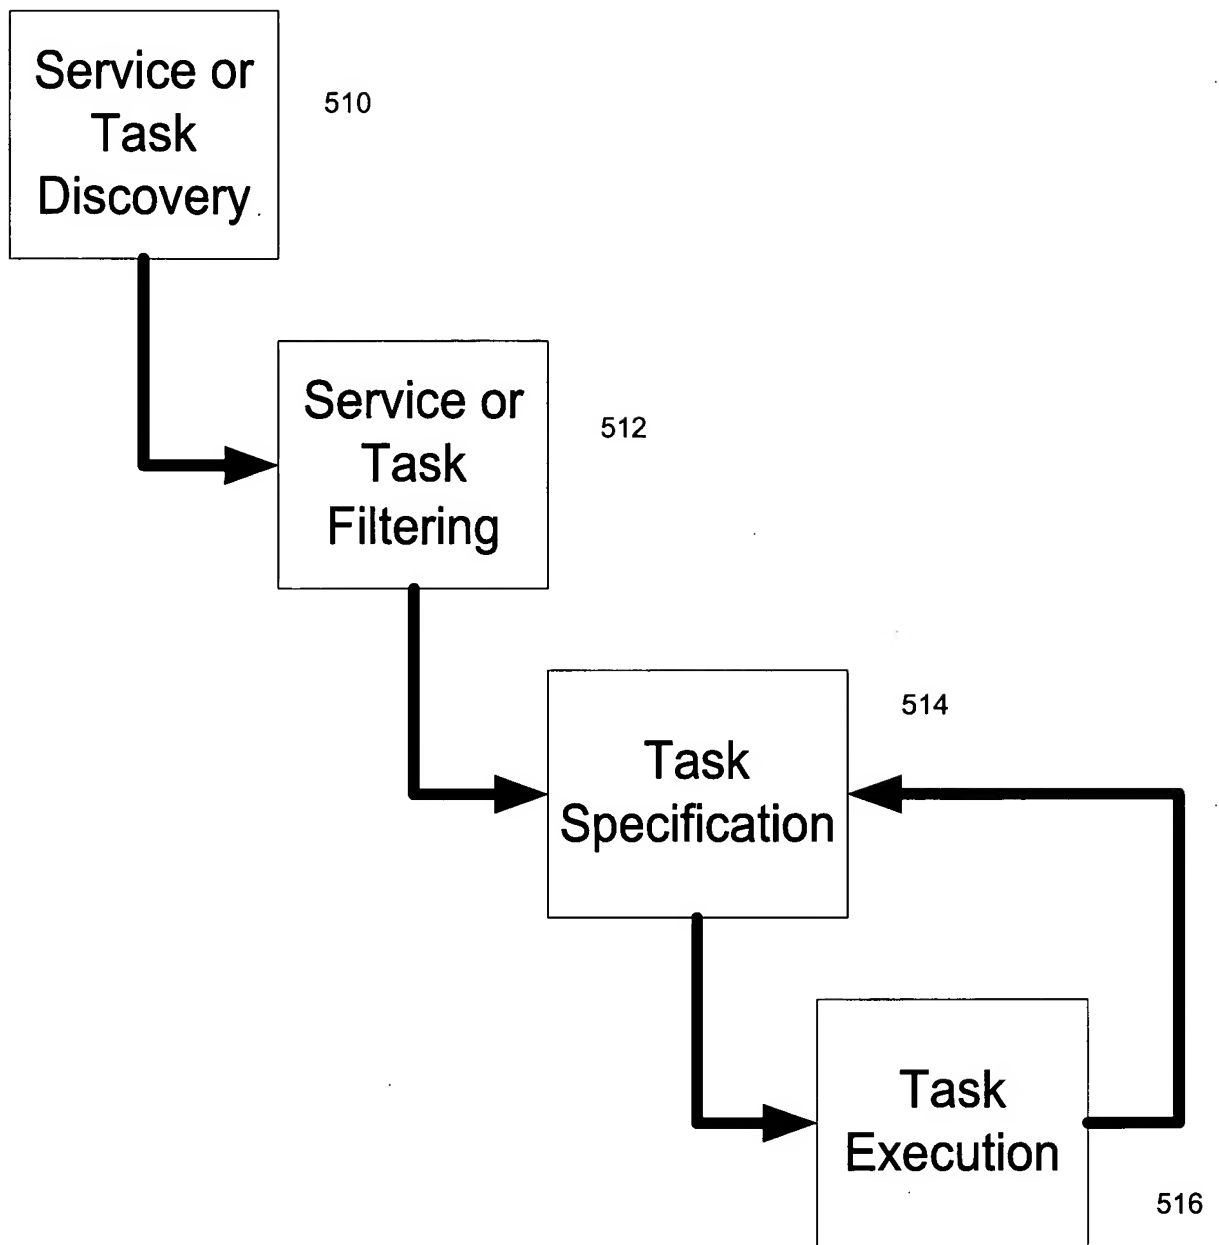 Service or
Task
Discovery
510
Service or
Task
Filtering
512
514
Task
Specification
Task
Execution
516